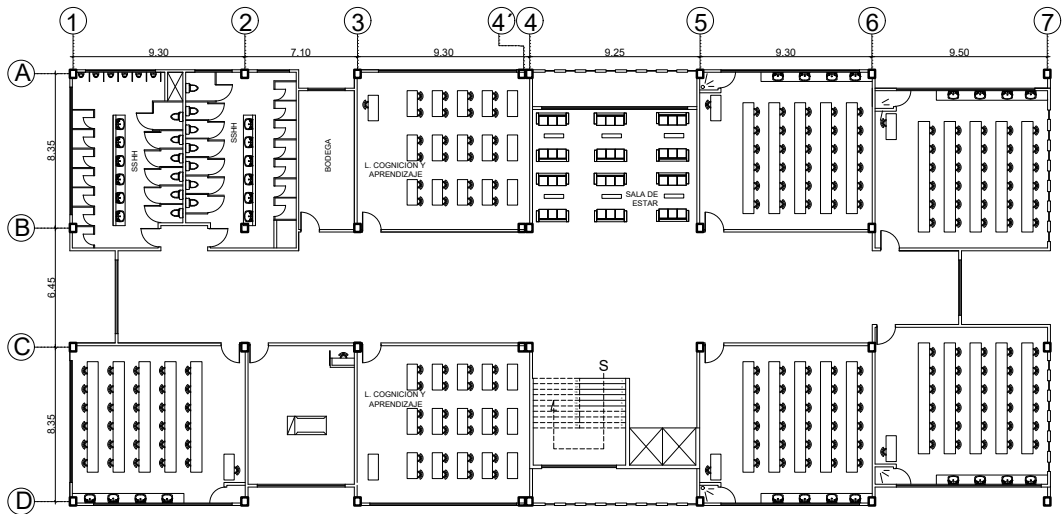 1 2 3 4´ 4 5 6 7
9.30 7.10 9.30 9.25 9.30 9.50
A
8.35
SSHH
SSHH
BODEGA
L. COGNICION Y
APRENDIZAJE
SALA DE
ESTAR
B
6.45
C
8.35
L. COGNICION Y
APRENDIZAJE
S
D